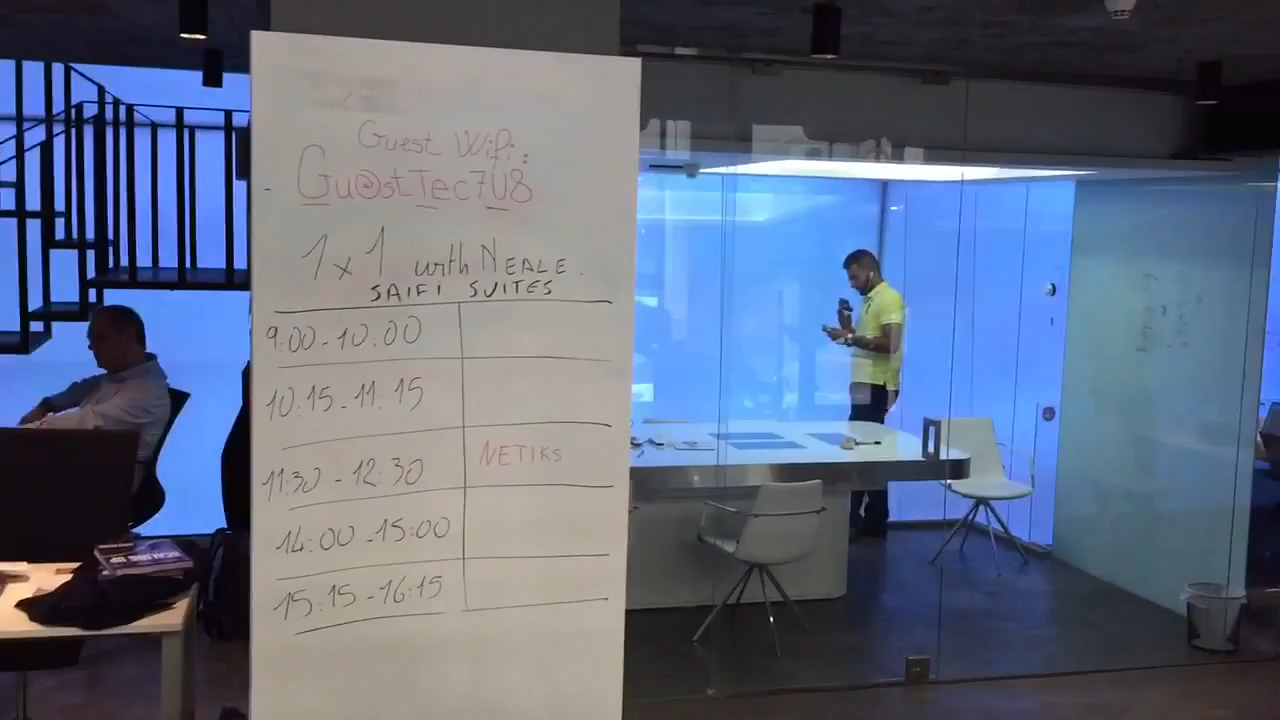 Guest Wifi:
Gu@stTec7U8
1x1 with NEALE.
SAIFI SUITES
9:00-10:00
10:15-11:15
11:30-12:30 NETIKS
14:00-15:00
15:15-16:15